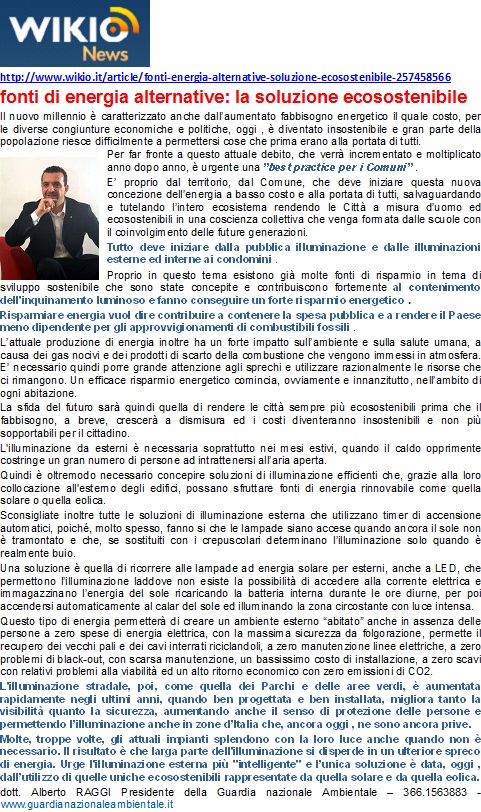 WIKIO
News
http://www.wikio.it/article/fonti-energia-alternative-soluzione-ecosostenibile-257458566
fonti di energia alternative: la soluzione ecosostenibile
Il nuovo millennio è caratterizzato anche dall'aumentato fabbisogno energetico il quale costo, per
le diverse congiunture economiche e politiche, oggi , è diventato insostenibile e gran parte della
popolazione riesce difficilmente a permettersi cose che prima erano alla portata di tutti.
Per far fronte a questo attuale debito, che verrà incrementato e moltiplicato
anno dopo anno, è urgente una "best practice per i Comuni" .
E' proprio dal territorio, dal Comune, che deve iniziare questa nuova
concezione dell'energia a basso costo e alla portata di tutti, salvaguardando
e tutelando l'intero ecosistema rendendo le Città a misura d'uomo ed
ecosostenibili in una coscienza collettiva che venga formata dalle scuole con
il coinvolgimento delle future generazioni.
Tutto deve iniziare dalla pubblica illuminazione e dalle illuminazioni
esterne ed interne ai condomini .
Proprio in questo tema esistono già molte fonti di risparmio in tema di
sviluppo sostenibile che sono state concepite e contribuiscono fortemente al contenimento
dell'inquinamento luminoso e fanno conseguire un forte risparmio energetico .
Risparmiare energia vuol dire contribuire a contenere la spesa pubblica e a rendere il Paese
meno dipendente per gli approvvigionamenti di combustibili fossili .
L'attuale produzione di energia inoltre ha un forte impatto sull'ambiente e sulla salute umana, a
causa dei gas nocivi e dei prodotti di scarto della combustione che vengono immessi in atmosfera.
E' necessario quindi porre grande attenzione agli sprechi e utilizzare razionalmente le risorse che
ci rimangono. Un efficace risparmio energetico comincia, ovviamente e innanzitutto, nell'ambito di
ogni abitazione.
La sfida del futuro sarà quindi quella di rendere le città sempre più ecosostenibili prima che il
fabbisogno, a breve, crescerà a dismisura ed i costi diventeranno insostenibili e non più
sopportabili per il cittadino.
L'illuminazione da esterni è necessaria soprattutto nei mesi estivi, quando il caldo opprimente
costringe un gran numero di persone ad intrattenersi all'aria aperta.
Quindi è oltremodo necessario concepire soluzioni di illuminazione efficienti che, grazie alla loro
collocazione all'esterno degli edifici, possano sfruttare fonti di energia rinnovabile come quella
solare o quella eolica.
Sconsigliate inoltre tutte le soluzioni di illuminazione esterna che utilizzano timer di accensione
automatici, poiché, molto spesso, fanno si che le lampade siano accese quando ancora il sole non
è tramontato e che, se sostituiti con i crepuscolari determinano l'illuminazione solo quando è
realmente buio.
Una soluzione è quella di ricorrere alle lampade ad energia solare per esterni, anche a LED, che
permettono l'illuminazione laddove non esiste la possibilità di accedere alla corrente elettrica e
immagazzinano l'energia del sole ricaricando la batteria interna durante le ore diurne, per poi
accendersi automaticamente al calar del sole ed illuminando la zona circostante con luce intensa.
Questo tipo di energia permetterà di creare un ambiente esterno "abitato" anche in assenza delle
persone a zero spese di energia elettrica, con la massima sicurezza da folgorazione, permette il
recupero dei vecchi pali e dei cavi interrati riciclandoli, a zero manutenzione linee elettriche, a zero
problemi di black-out, con scarsa manutenzione, un bassissimo costo di installazione, a zero scavi
con relativi problemi alla viabilità ed un alto ritorno economico con zero emissioni di CO2.
L'illuminazione stradale, poi, come quella dei Parchi e delle aree verdi, è aumentata
rapidamente negli ultimi anni, quando ben progettata e ben installata, migliora tanto la
visibilità quanto la sicurezza, aumentando anche il senso di protezione delle persone e
permettendo l'illuminazione anche in zone d'Italia che, ancora oggi , ne sono ancora prive.
Molte, troppe volte, gli attuali impianti splendono con la loro luce anche quando non è
necessario. Il risultato è che larga parte dell'illuminazione si disperde in un ulteriore spreco
di energia. Urge l'illuminazione esterna più "intelligente" e l'unica soluzione è data, oggi ,
dall'utilizzo di quelle uniche ecosostenibili rappresentate da quella solare e da quella eolica.
dott. Alberto RAGGI Presidente della Guardia nazionale Ambientale – 366.1563883 -
www.guardianazionaleambientale.it